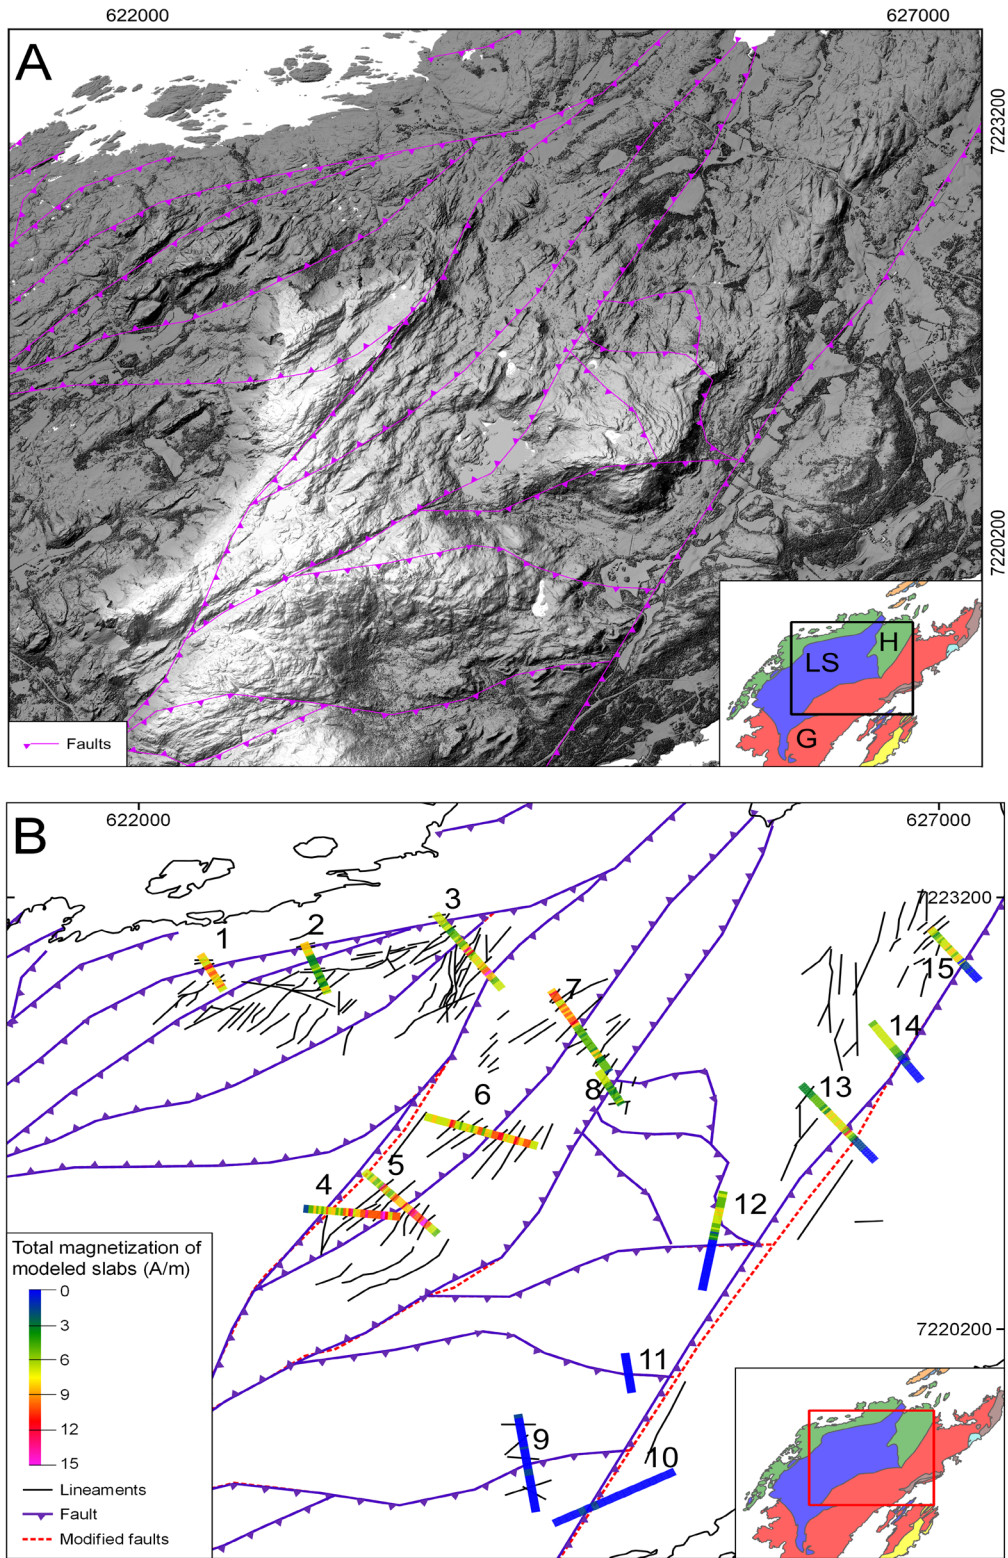 622000
627000
A
7223200
7220200
Faults
LS
H
G
B
622000
627000
7223200
7220200
1
2
3
4
5
6
7
8
9
10
11
12
13
14
15
Total magnetization of
modeled slabs (A/m)
0
3
6
9
12
15
Lineaments
Fault
Modified faults